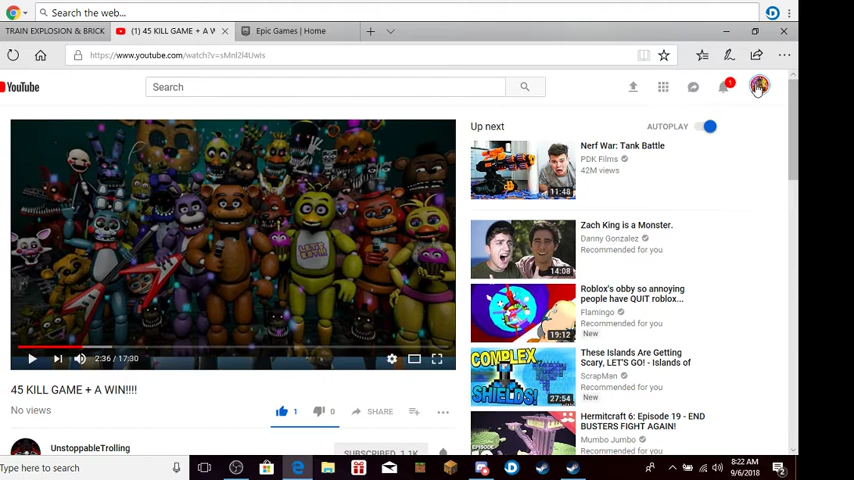 Search the web...
TRAIN EXPLOSION & BRICK
(1) 45 KILL GAME + A W
Epic Games | Home
https://www.youtube.com/watch?v=sMnl2l4UwIs
YouTube
Search
1
Up next
AUTOPLAY
Nerf War: Tank Battle
PDK Films
42M views
11:48
Zach King is a Monster.
Danny Gonzalez
Recommended for you
14:08
Roblox's obby so annoying
people have QUIT roblox...
Flamingo
Recommended for you
New
19:12
These Islands Are Getting
Scary, LET'S GO! - Islands of
ScrapMan
Recommended for you
New
COMPLEX
SHIELDS!
27:54
Hermitcraft 6: Episode 19 - END
BUSTERS FIGHT AGAIN!
Mumbo Jumbo
Recommended for you
2:36 / 17:30
45 KILL GAME + A WIN!!!!
No views
1
0
SHARE
UnstoppableTrolling
SUBSCRIBED 1.1K
Type here to search
8:22 AM
9/6/2018
2